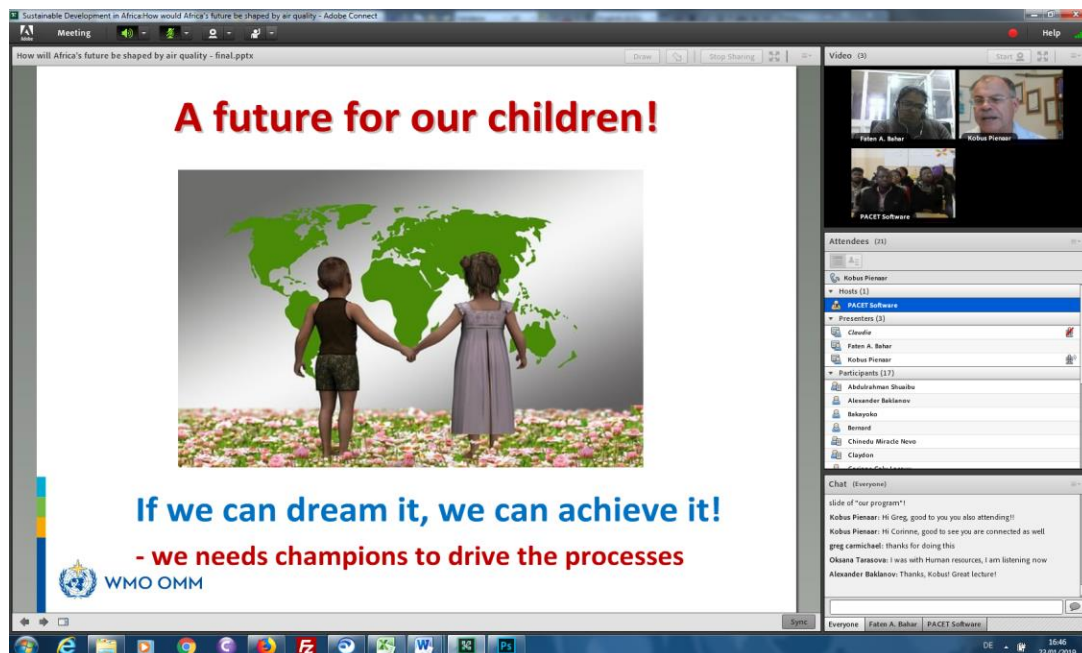 Sustainable Development in Africa:How would Africa's future be shaped by air quality - Adobe Connect
Adobe
Meeting
Help
How will Africa's future be shaped by air quality - final.pptx
Draw
Stop Sharing
A future for our children!
If we can dream it, we can achieve it!
- we needs champions to drive the processes
WMO OMM
Sync
Video (3)
Start
Faten A. Bahar
Kobus Pienaar
PACET Software
Attendees (21)
Kobus Pienaar
Hosts (1)
PACET Software
Presenters (3)
Claudia
Faten A. Bahar
Kobus Pienaar
Participants (17)
Abdulrahman Shuaibu
Alexander Baklanov
Bakayoko
Bernard
Chinedu Miracle Nevo
Claydon
Chat (Everyone)
slide of "our program"!
Kobus Pienaar: Hi Greg, good to you you also attending!!
Kobus Pienaar: Hi Corinne, good to see you are connected as well
greg carmichael: thanks for doing this
Oksana Tarasova: I was with Human resources, I am listening now
Alexander Baklanov: Thanks, Kobus! Great lecture!
Everyone
Faten A. Bahar
PACET Software
DE
16:46
22/01/2019